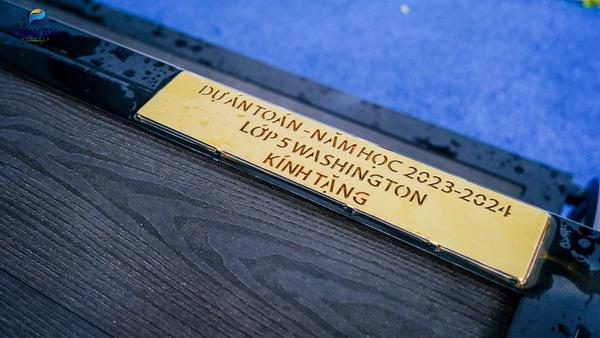 DỰ ÁN TOÁN - NĂM HỌC 2023-2024
LỚP 5 WASHINGTON
KÍNH TẶNG